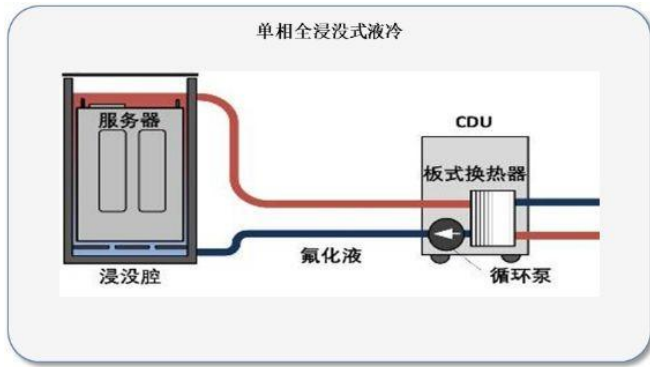 单相全浸没式液冷
服务器
CDU
板式换热器
氟化液
浸没腔
循环泵